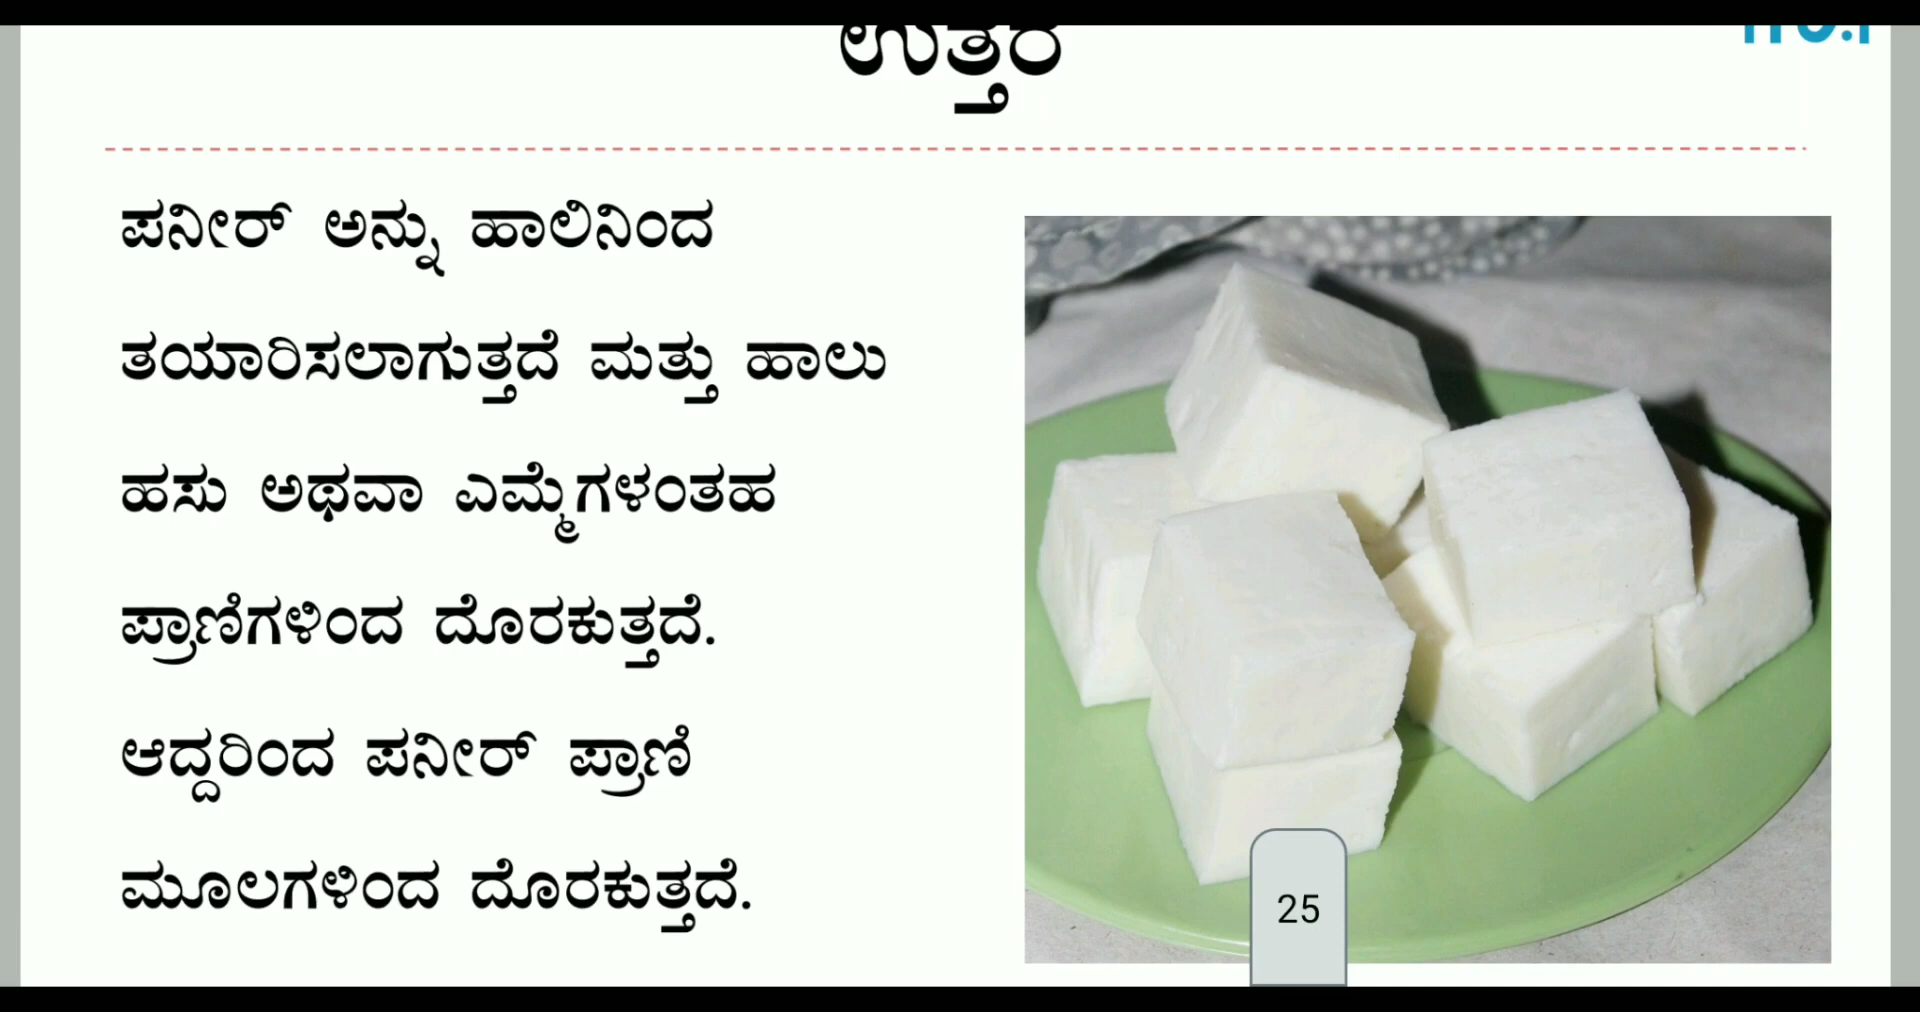 ಉತ್ತರ
ಪನೀರ್ ಅನ್ನು ಹಾಲಿನಿಂದ
ತಯಾರಿಸಲಾಗುತ್ತದೆ ಮತ್ತು ಹಾಲು
ಹಸು ಅಥವಾ ಎಮ್ಮೆಗಳಂತಹ
ಪ್ರಾಣಿಗಳಿಂದ ದೊರಕುತ್ತದೆ.
ಆದ್ದರಿಂದ ಪನೀರ್ ಪ್ರಾಣಿ
ಮೂಲಗಳಿಂದ ದೊರಕುತ್ತದೆ.
25